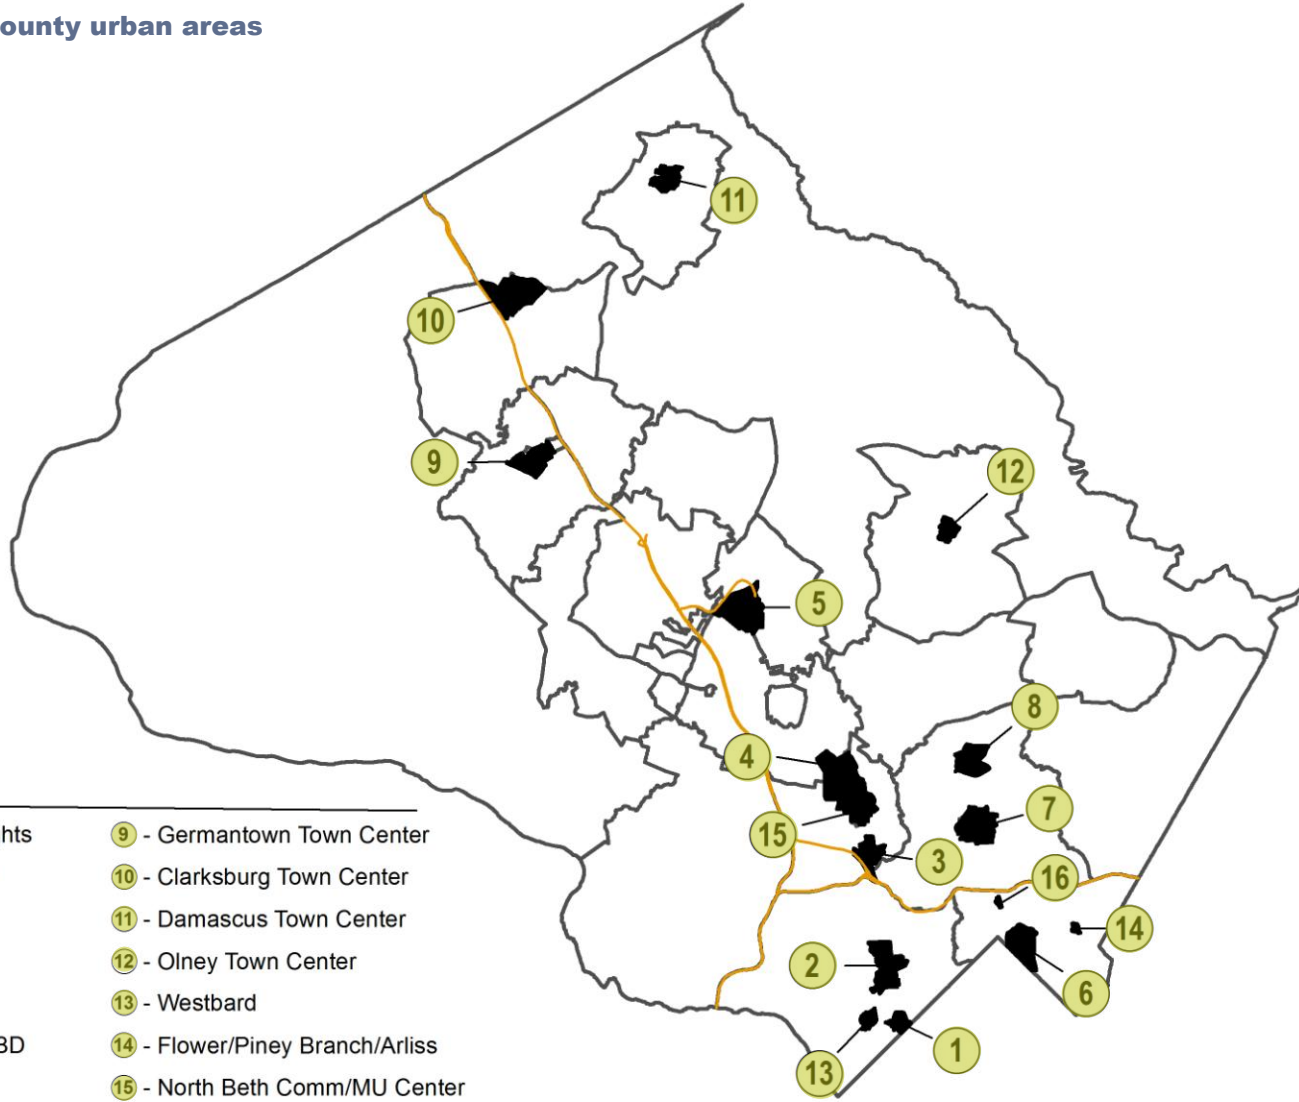 ounty urban areas
11
10
9
12
5
8
4
7
15
3
16
14
2
6
1
13
hts
9 - Germantown Town Center
10 - Clarksburg Town Center
11 - Damascus Town Center
12 - Olney Town Center
13 - Westbard
BD
14 - Flower/Piney Branch/Arliss
15 - North Beth Comm/MU Center